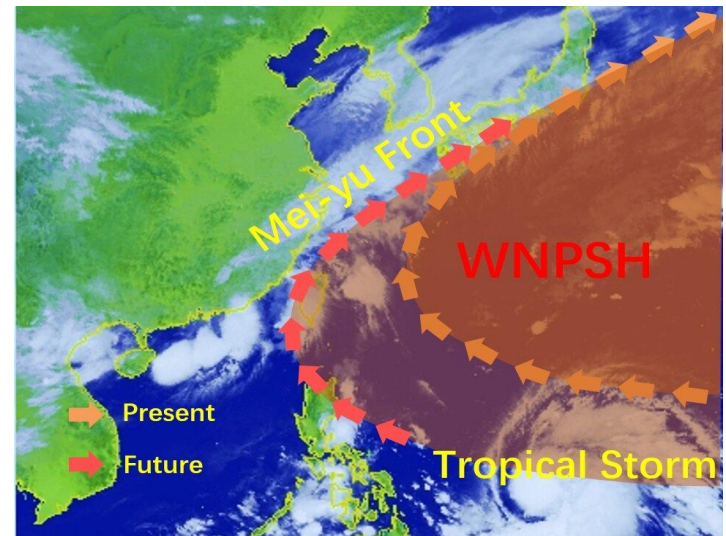 Mei-yu Front
WNPSH
Present
Future
Tropical Storm